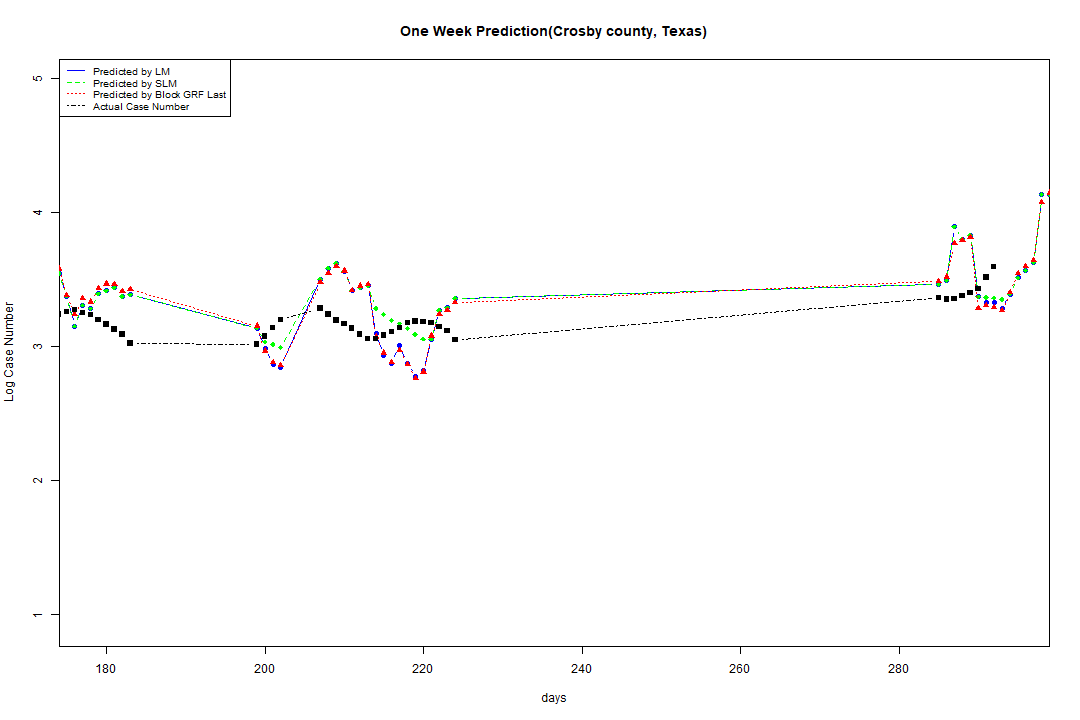 One Week Prediction(Crosby county, Texas)
Predicted by LM
Predicted by SLM
Predicted by Block GRF Last
Actual Case Number
5
4
3
2
1
Log Case Number
180
200
220
240
260
280
days